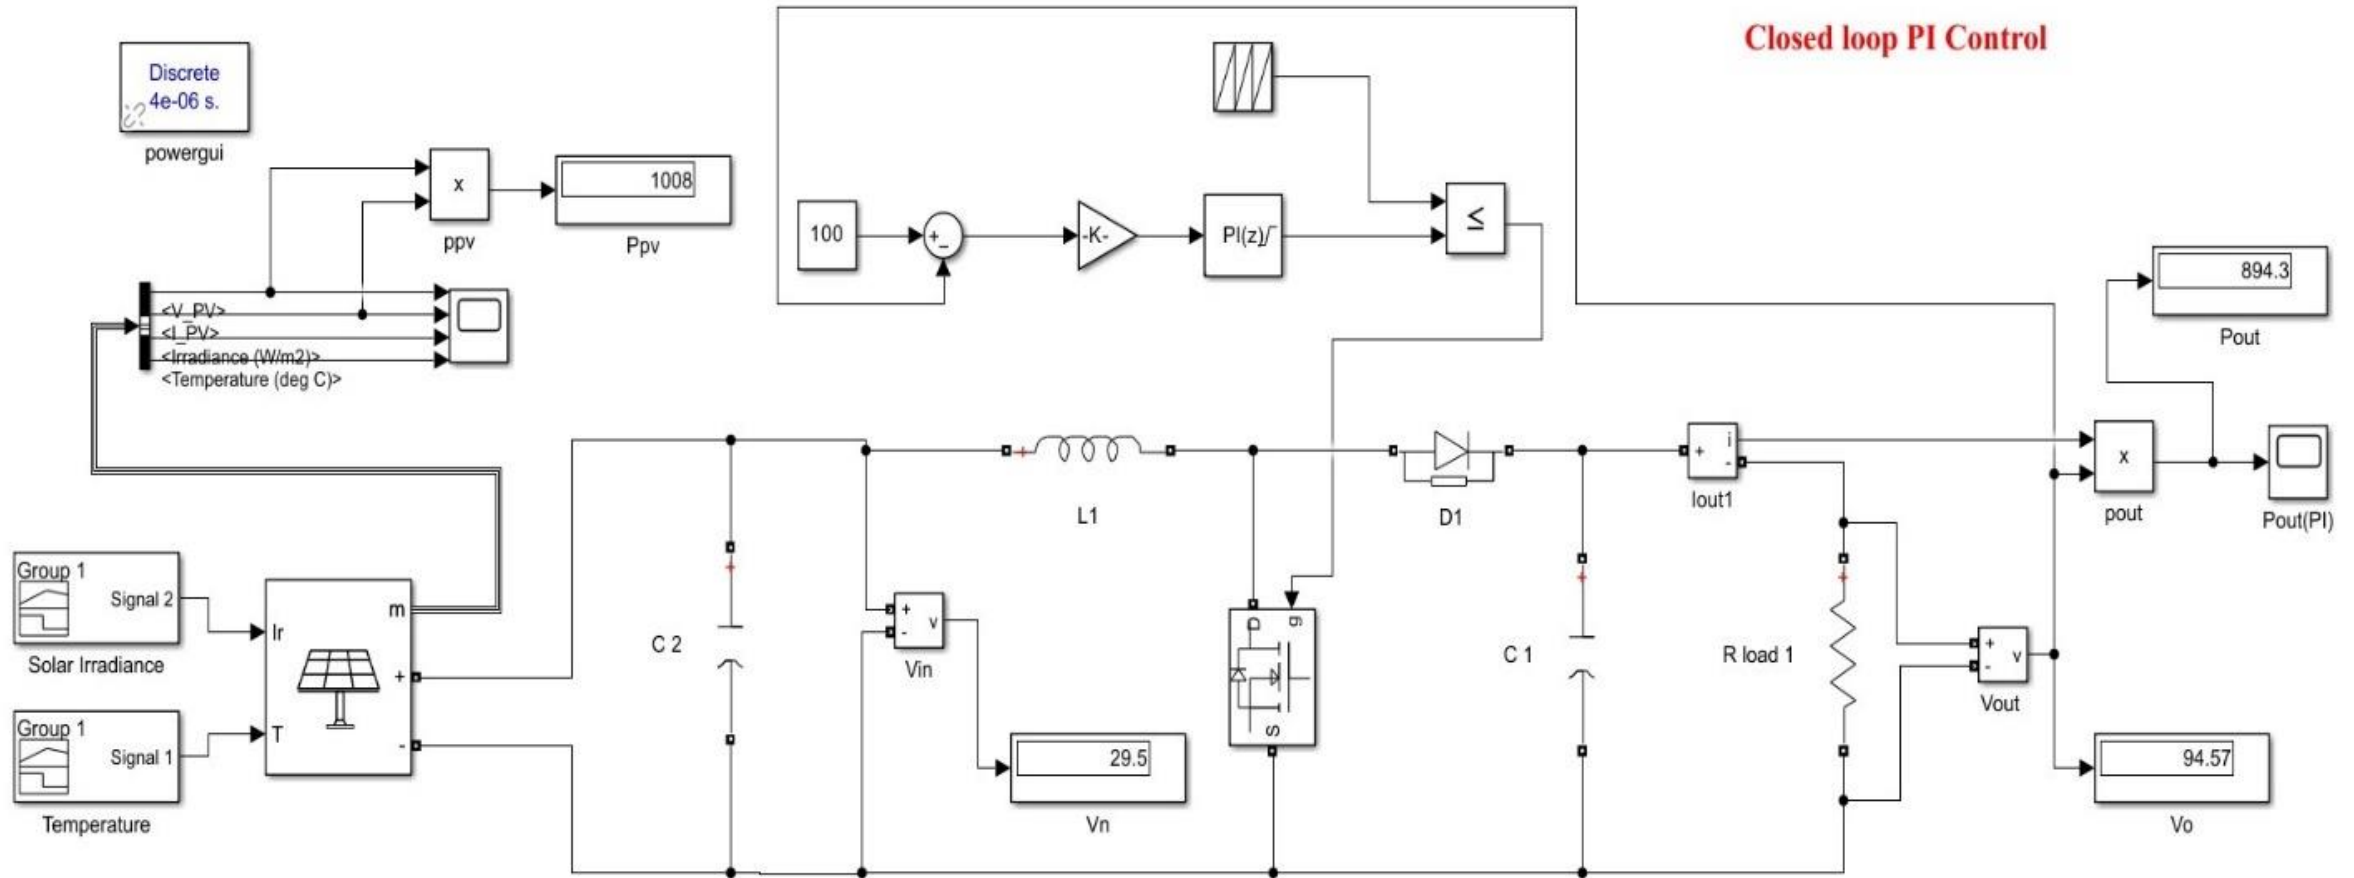 Closed loop PI Control
Discrete
4e-06 s.
powergui
x
ppv
1008
Ppv
100
+
-
-K-
PI(z)
≤
894.3
Pout
<V_PV>
<I_PV>
<Irradiance (W/m2)>
<Temperature (deg C)>
L1
D1
+
i
-
Iout1
x
pout
Pout(PI)
Group 1
Signal 2
Solar Irradiance
Group 1
Signal 1
Temperature
m
Ir
T
+
-
+
C 2
+
-
v
Vin
29.5
Vn
D
g
S
+
C 1
+
R load 1
+
-
v
Vout
94.57
Vo